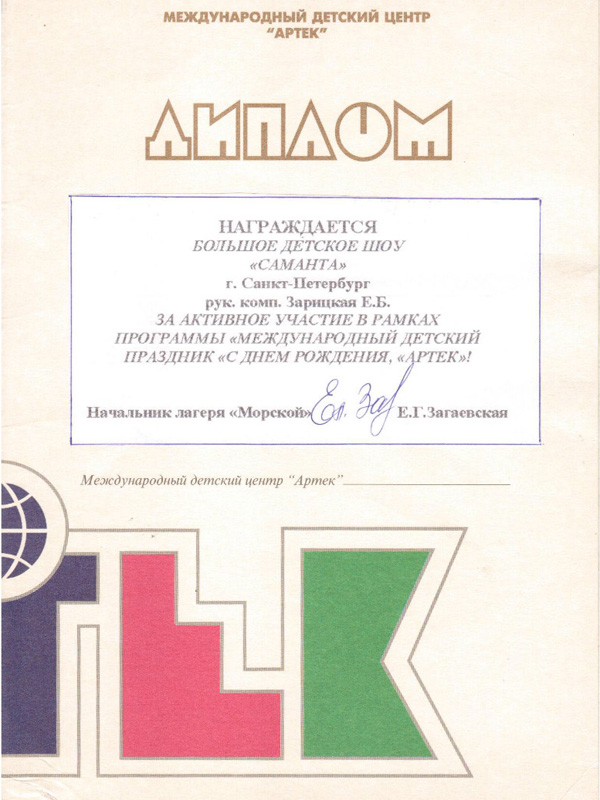 МЕЖДУНАРОДНЫЙ ДЕТСКИЙ ЦЕНТР
“АРТЕК”
ДИПЛОМ
НАГРАЖДАЕТСЯ
БОЛЬШОЕ ДЕТСКОЕ ШОУ
«САМАНТА»
г. Санкт-Петербург
рук. комп. Зарицкая Е.Б.
ЗА АКТИВНОЕ УЧАСТИЕ В РАМКАХ
ПРОГРАММЫ «МЕЖДУНАРОДНЫЙ ДЕТСКИЙ
ПРАЗДНИК «С ДНЕМ РОЖДЕНИЯ, «АРТЕК»!
Начальник лагеря «Морской» Е.Г.Загаевская
Международный детский центр “Артек”